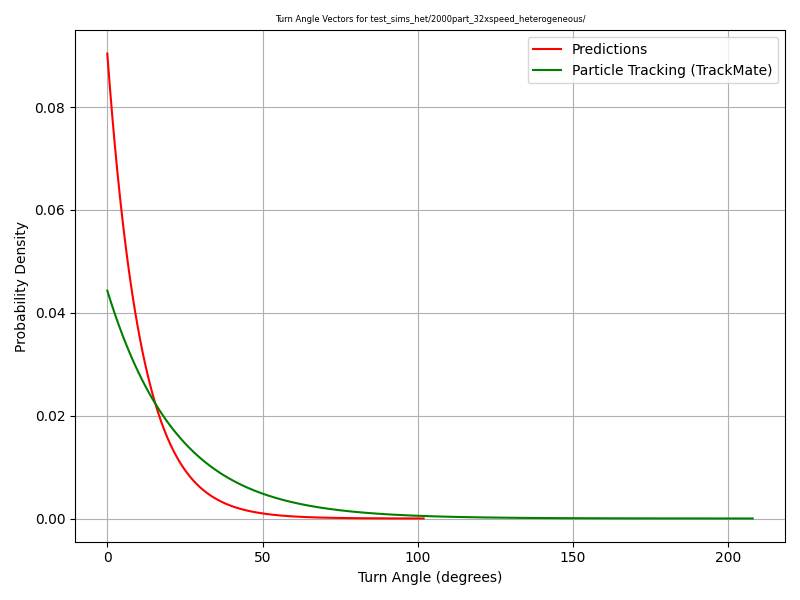 Turn Angle Vectors for test_sims_het/2000part_32xspeed_heterogeneous/
Predictions
Particle Tracking (TrackMate)
Probability Density
0.08
0.06
0.04
0.02
0.00
0 50 100 150 200
Turn Angle (degrees)